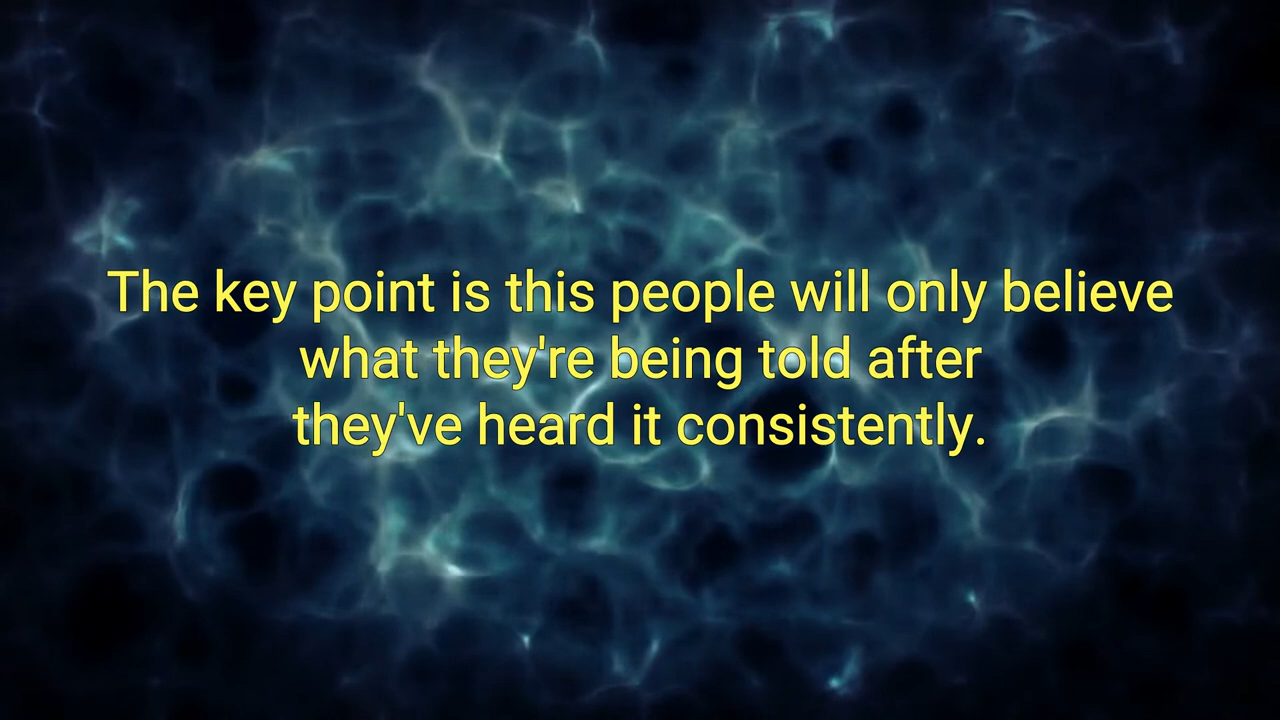 The key point is this people will only believe
what they're being told after
they've heard it consistently.